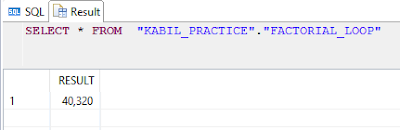 SQL Result
SELECT * FROM "KABIL_PRACTICE"."FACTORIAL_LOOP"
RESULT
1 40,320